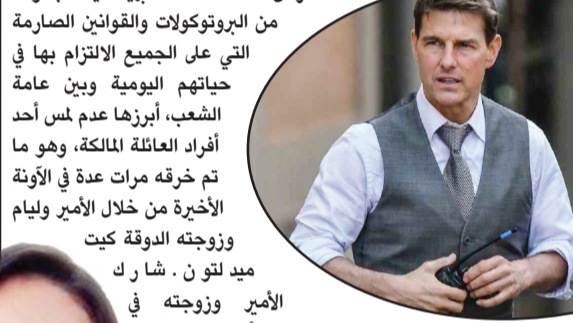 من البروتوكولات والقوانين الصارمة
التي على الجميع الالتزام بها في
حياتهم اليومية وبين عامة
الشعب، أبرزها عدم لمس أحد
أفراد العائلة المالكة، وهو ما
تم خرقه مرات عدة في الآونة
الأخيرة من خلال الأمير وليام
وزوجته الدوقة كيت
ميدلتون. شارك
الأمير وزوجته في